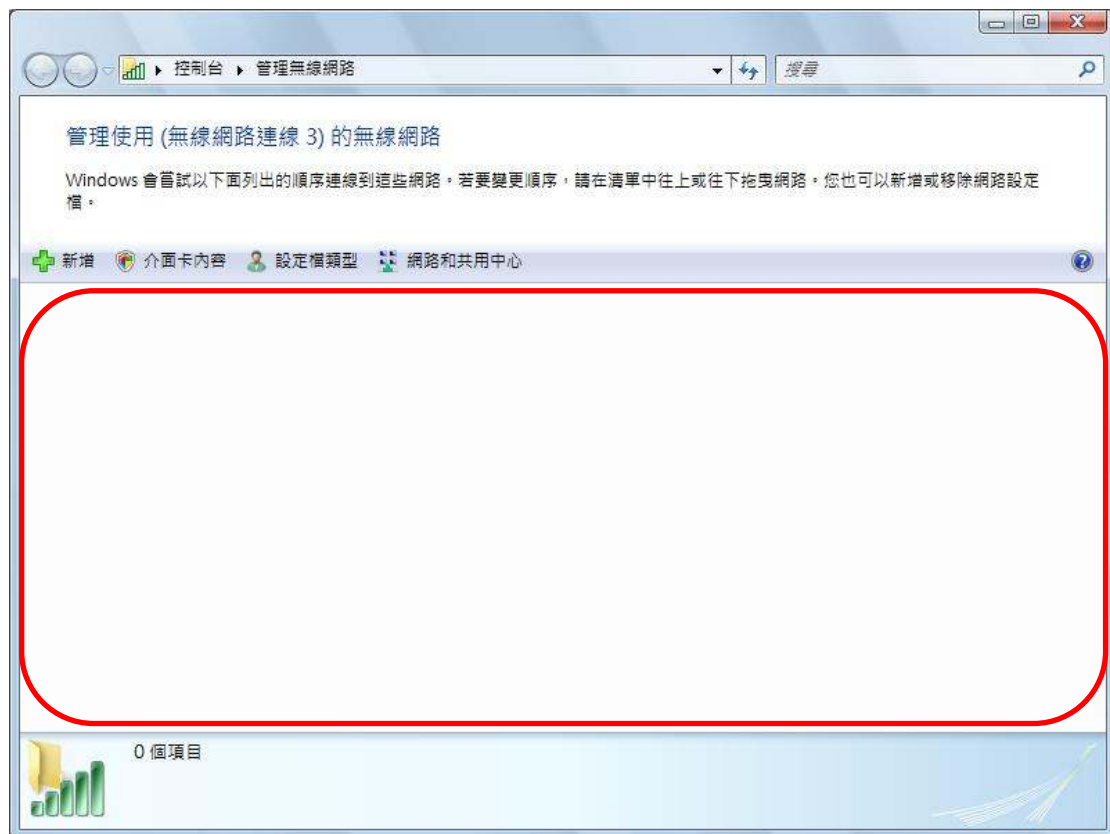 控制台 ▸ 管理無線網路
搜尋
管理使用 (無線網路連線 3) 的無線網路
Windows 會嘗試以下面列出的順序連線到這些網路。若要變更順序，請在清單中往上或往下拖曳網路。您也可以新增或移除網路設定
檔。
新增 介面卡內容 設定檔類型 網路和共用中心
0 個項目